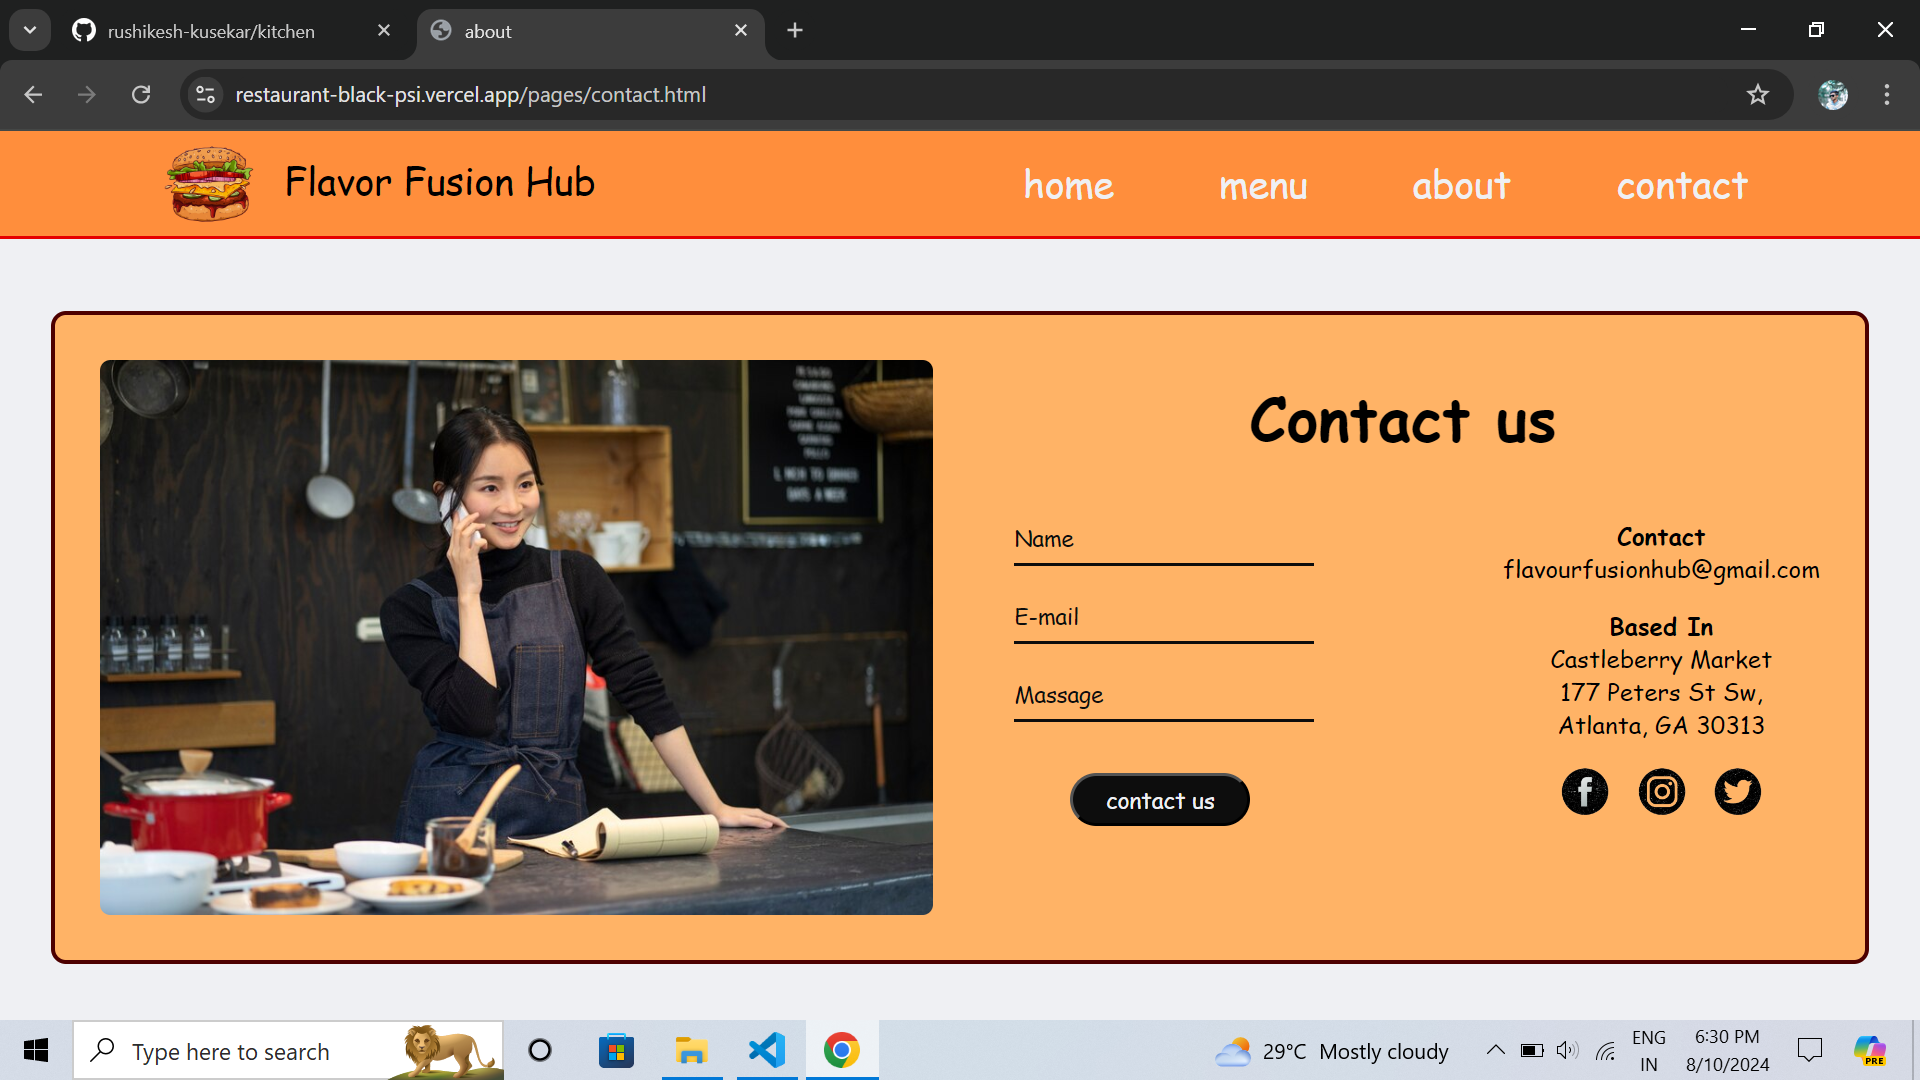 rushikesh-kusekar/kitchen
about
restaurant-black-psi.vercel.app/pages/contact.html
Flavor Fusion Hub
home
menu
about
contact
Contact us
Name
E-mail
Massage
contact us
Contact
flavourfusionhub@gmail.com
Based In
Castleberry Market
177 Peters St Sw,
Atlanta, GA 30313
Type here to search
29°C Mostly cloudy
ENG
IN
6:30 PM
8/10/2024
PRE